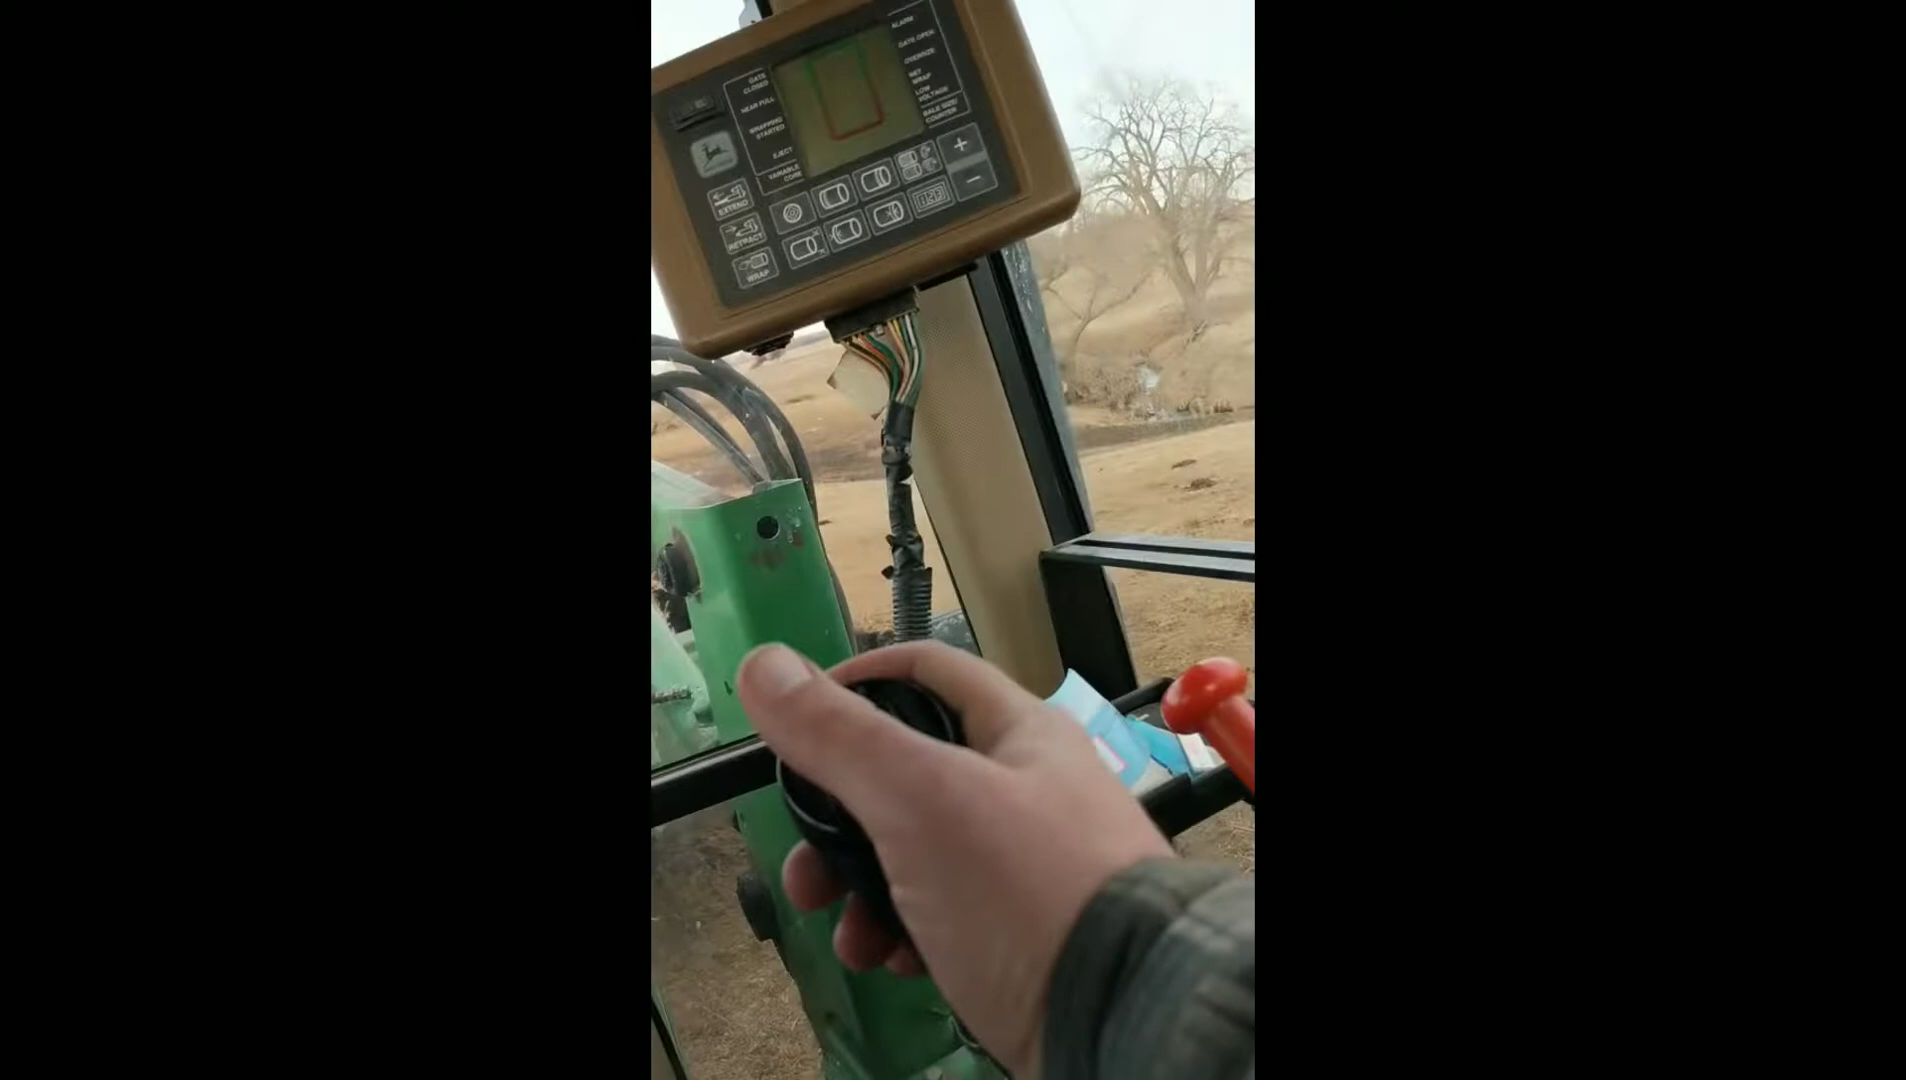 GATE
CLOSED
NEAR FULL
WRAPPING
STARTED
EJECT
VARIABLE
CORE
ALARM
GATE OPEN
OVERSIZE
NET
WRAP
LOW
VOLTAGE
BALE SIZE/
COUNTER
EXTEND
RETRACT
WRAP
+
-